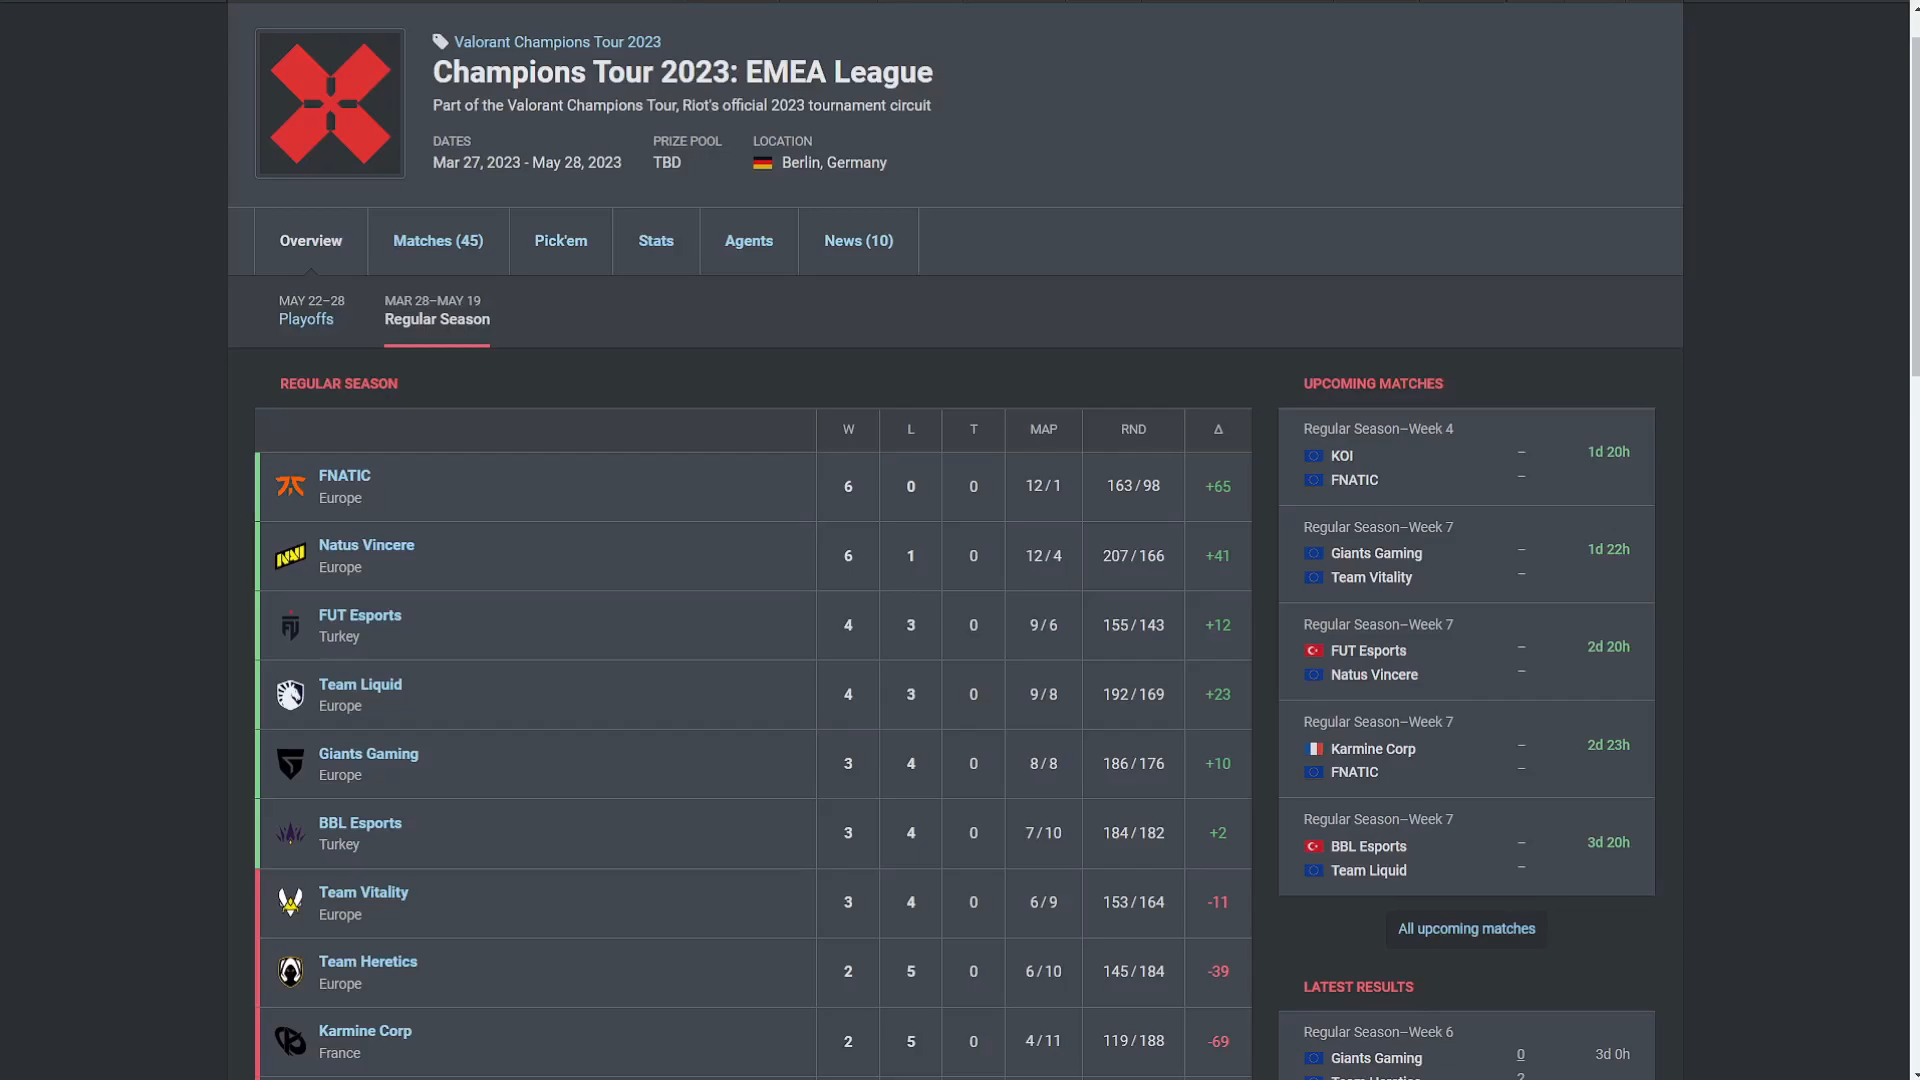 Valorant Champions Tour 2023
Champions Tour 2023: EMEA League
Part of the Valorant Champions Tour, Riot's official 2023 tournament circuit
DATES PRIZE POOL LOCATION
Mar 27, 2023 - May 28, 2023 TBD Berlin, Germany
Overview Matches (45) Pick'em Stats Agents News (10)
MAY 22–28 MAR 28–MAY 19
Playoffs Regular Season
REGULAR SEASON
W L T MAP RND Δ
FNATIC
Europe
6 0 0 12/1 163/98 +65
Natus Vincere
Europe
6 1 0 12/4 207/166 +41
FUT Esports
Turkey
4 3 0 9/6 155/143 +12
Team Liquid
Europe
4 3 0 9/8 192/169 +23
Giants Gaming
Europe
3 4 0 8/8 186/176 +10
BBL Esports
Turkey
3 4 0 7/10 184/182 +2
Team Vitality
Europe
3 4 0 6/9 153/164 -11
Team Heretics
Europe
2 5 0 6/10 145/184 -39
Karmine Corp
France
2 5 0 4/11 119/188 -69
UPCOMING MATCHES
Regular Season–Week 4
KOI – 1d 20h
FNATIC –
Regular Season–Week 7
Giants Gaming – 1d 22h
Team Vitality –
Regular Season–Week 7
FUT Esports – 2d 20h
Natus Vincere –
Regular Season–Week 7
Karmine Corp – 2d 23h
FNATIC –
Regular Season–Week 7
BBL Esports – 3d 20h
Team Liquid –
All upcoming matches
LATEST RESULTS
Regular Season–Week 6
Giants Gaming 0 3d 0h
Team Heretics 2